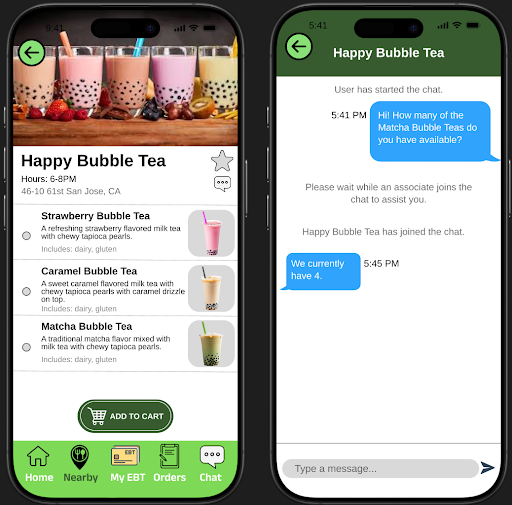 5:41
Happy Bubble Tea
Hours: 6-8PM
46-10 61st San Jose, CA
Strawberry Bubble Tea
A refreshing strawberry flavored milk tea
with chewy tapioca pearls.
Includes: dairy, gluten
Caramel Bubble Tea
A sweet caramel flavored milk tea with
chewy tapioca pearls with caramel drizzle
on top.
Includes: dairy, gluten
Matcha Bubble Tea
A traditional matcha flavor mixed with
milk tea with chewy tapioca pearls.
Includes: dairy, gluten
ADD TO CART
EBT
Home Nearby My EBT Orders Chat
5:41
Happy Bubble Tea
User has started the chat.
5:41 PM
Hi! How many of the
Matcha Bubble Teas do
you have available?
Please wait while an associate joins the
chat to assist you.
Happy Bubble Tea has joined the chat.
We currently
have 4.
5:45 PM
Type a message...